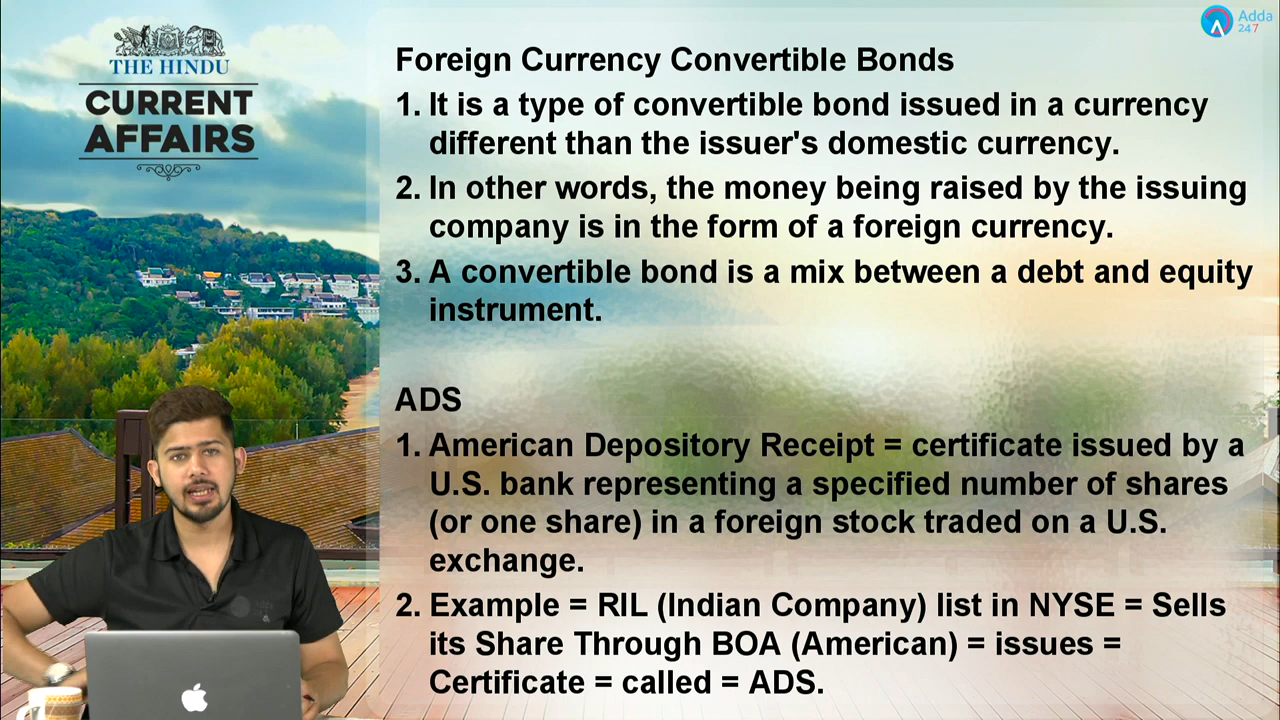 THE HINDU
CURRENT
AFFAIRS
Adda
247
Foreign Currency Convertible Bonds
1. It is a type of convertible bond issued in a currency
different than the issuer's domestic currency.
2. In other words, the money being raised by the issuing
company is in the form of a foreign currency.
3. A convertible bond is a mix between a debt and equity
instrument.
ADS
1. American Depository Receipt = certificate issued by a
U.S. bank representing a specified number of shares
(or one share) in a foreign stock traded on a U.S.
exchange.
2. Example = RIL (Indian Company) list in NYSE = Sells
its Share Through BOA (American) = issues =
Certificate = called = ADS.